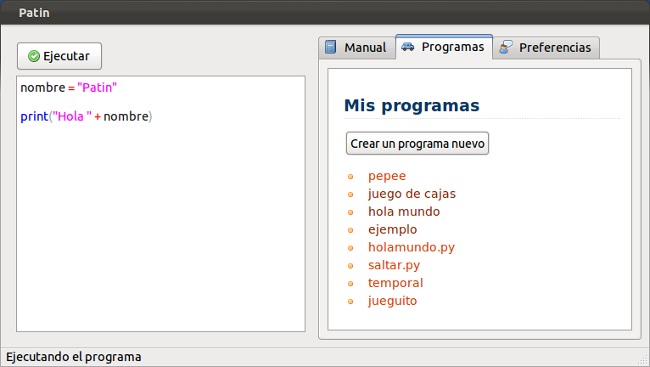 Patin
Ejecutar
nombre = "Patin"
print("Hola " + nombre)
Manual
Programas
Preferencias
Mis programas
Crear un programa nuevo
pepee
juego de cajas
hola mundo
ejemplo
holamundo.py
saltar.py
temporal
jueguito
Ejecutando el programa